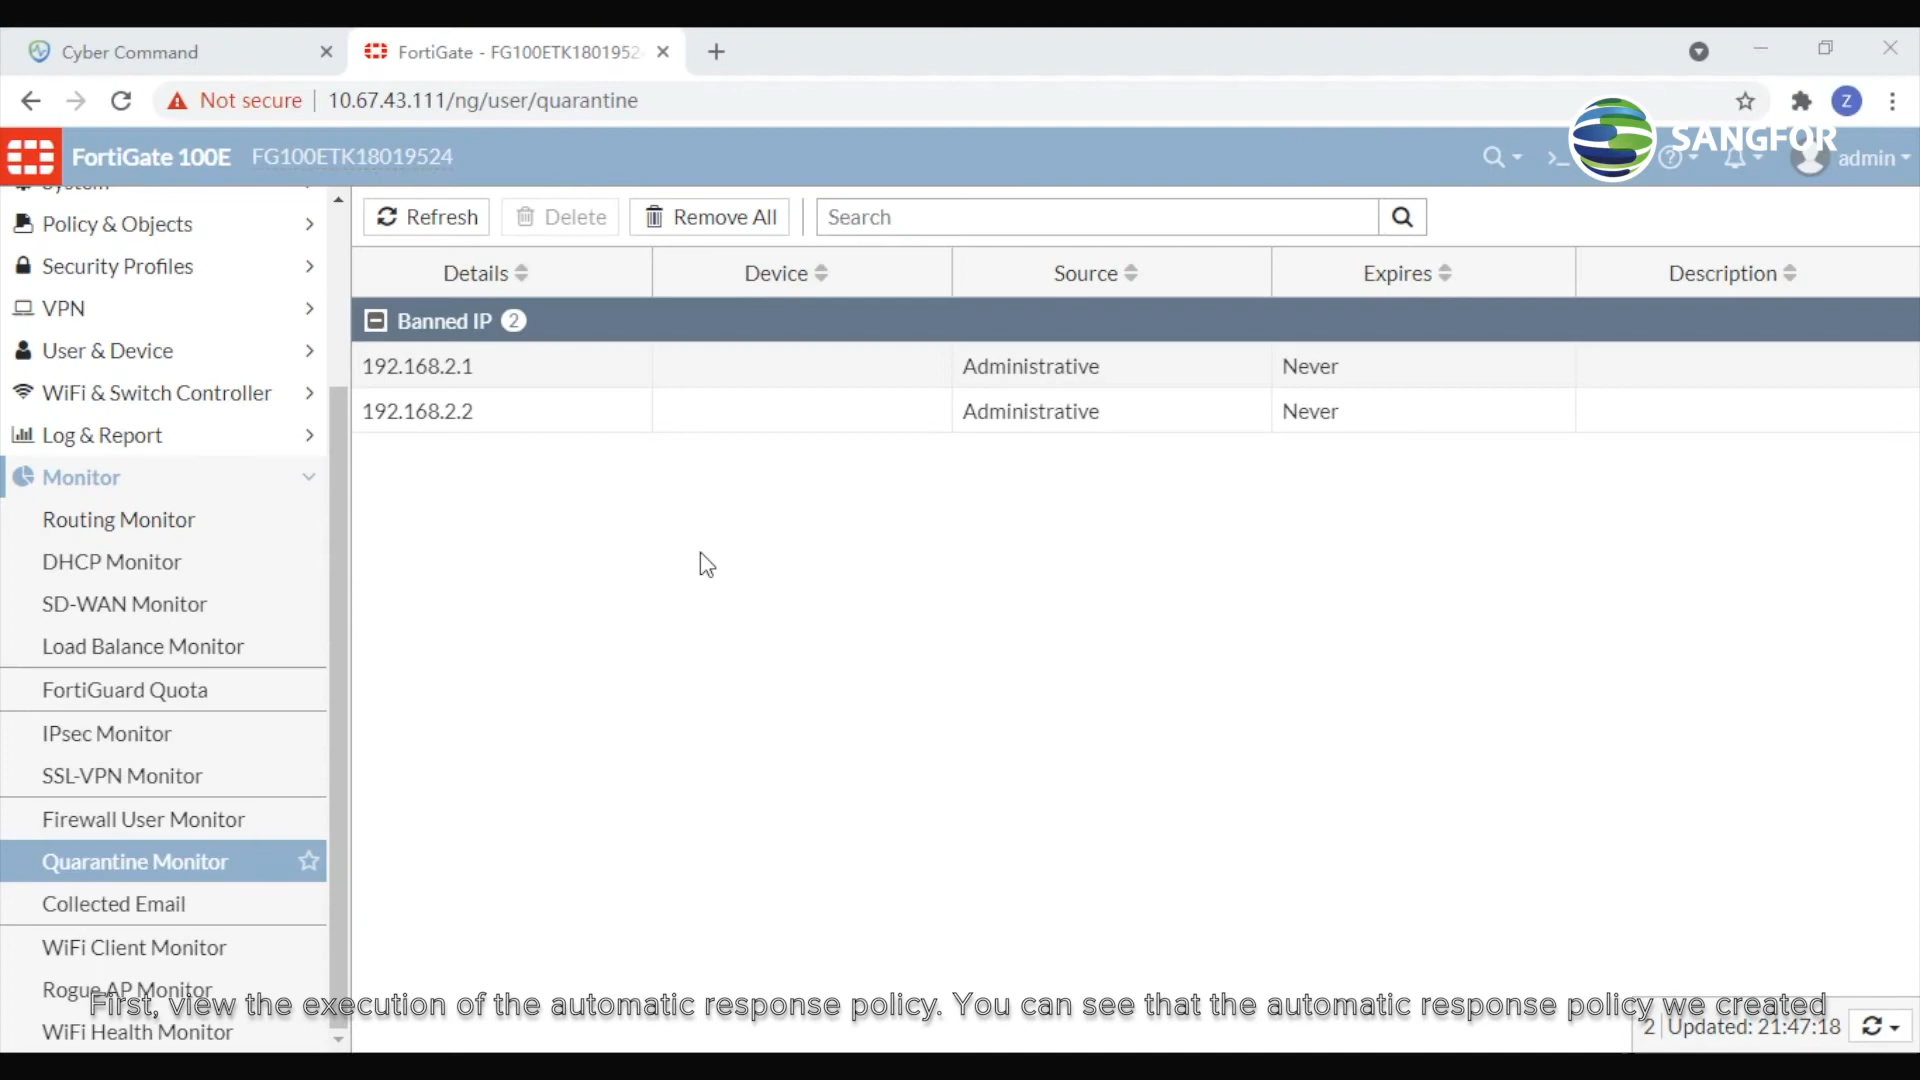 Cyber Command
FortiGate - FG100ETK1801952
Not secure
10.67.43.111/ng/user/quarantine
Z
FortiGate 100E
FG100ETK18019524
SANGFOR
admin
System
Policy & Objects
Security Profiles
VPN
User & Device
WiFi & Switch Controller
Log & Report
Monitor
Routing Monitor
DHCP Monitor
SD-WAN Monitor
Load Balance Monitor
FortiGuard Quota
IPsec Monitor
SSL-VPN Monitor
Firewall User Monitor
Quarantine Monitor
Collected Email
WiFi Client Monitor
Rogue AP Monitor
WiFi Health Monitor
Refresh
Delete
Remove All
Search
Details Device Source Expires Description
Banned IP 2
192.168.2.1 Administrative Never
192.168.2.2 Administrative Never
First, view the execution of the automatic response policy. You can see that the automatic response policy we created
2 Updated: 21:47:18